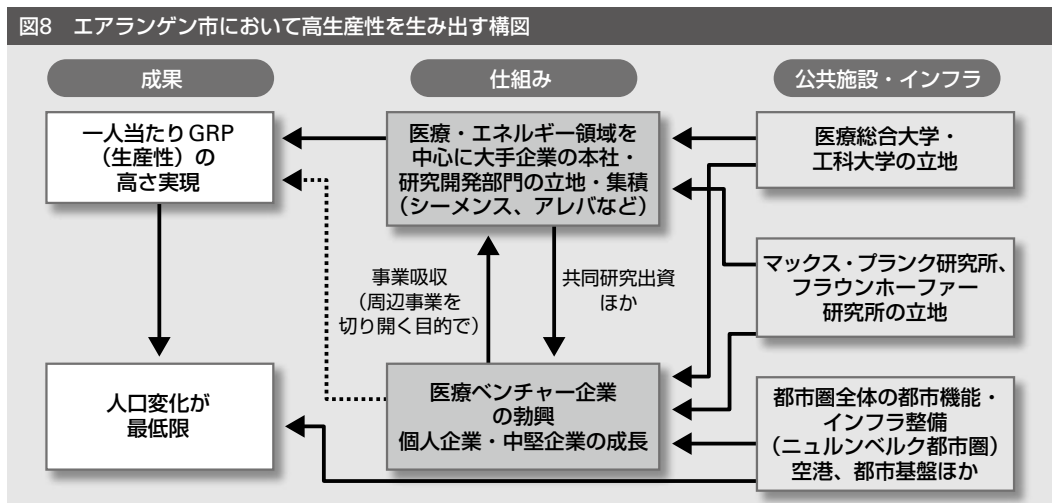 図8　エアランゲン市において高生産性を生み出す構図
成果
仕組み
公共施設・インフラ
一人当たりGRP
（生産性）の
高さ実現
医療・エネルギー領域を
中心に大手企業の本社・
研究開発部門の立地・集積
（シーメンス、アレバなど）
医療総合大学・
工科大学の立地
事業吸収
（周辺事業を
切り開く目的で）
共同研究出資
ほか
マックス・プランク研究所、
フラウンホーファー
研究所の立地
人口変化が
最低限
医療ベンチャー企業
の勃興
個人企業・中堅企業の成長
都市圏全体の都市機能・
インフラ整備
（ニュルンベルク都市圏）
空港、都市基盤ほか